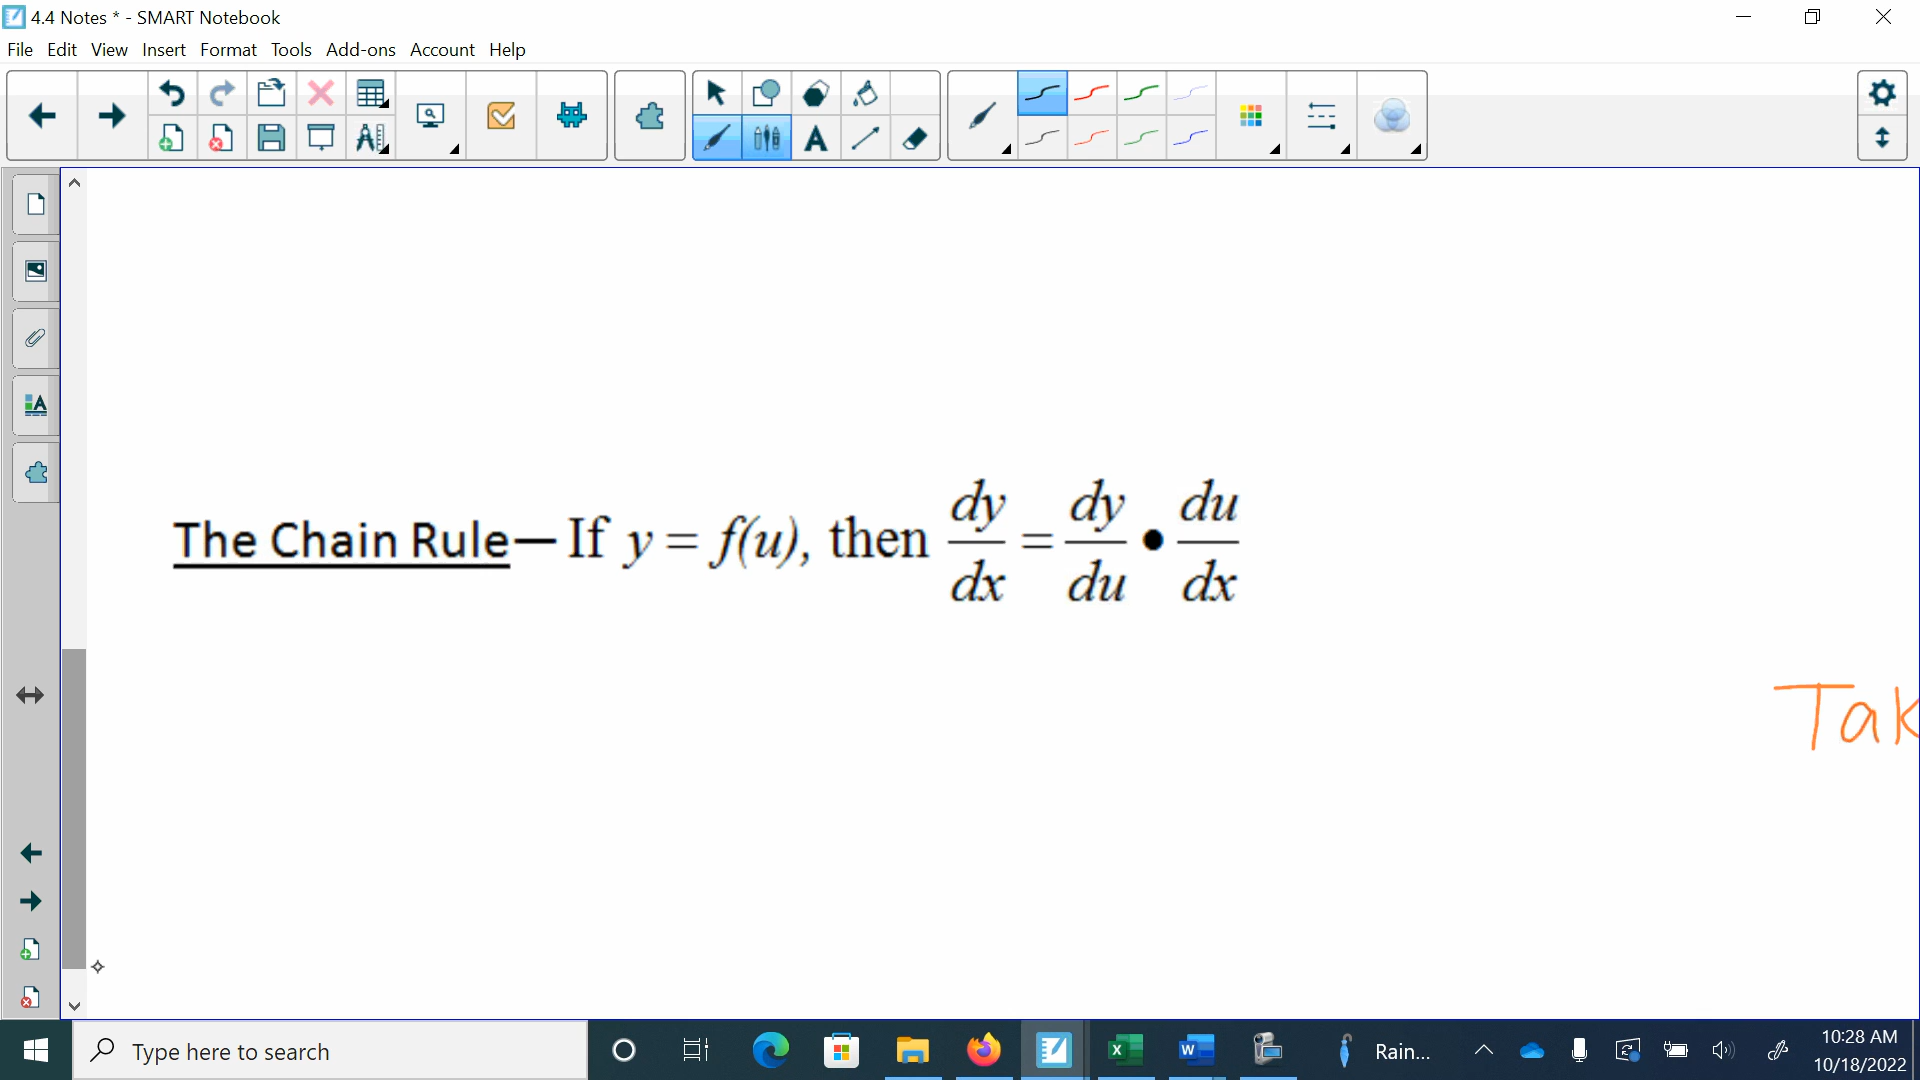 4.4 Notes * - SMART Notebook
File Edit View Insert Format Tools Add-ons Account Help
The Chain Rule— If y = f(u), then dy/dx = dy/du • du/dx
Tak
Type here to search
Rain...
10:28 AM
10/18/2022